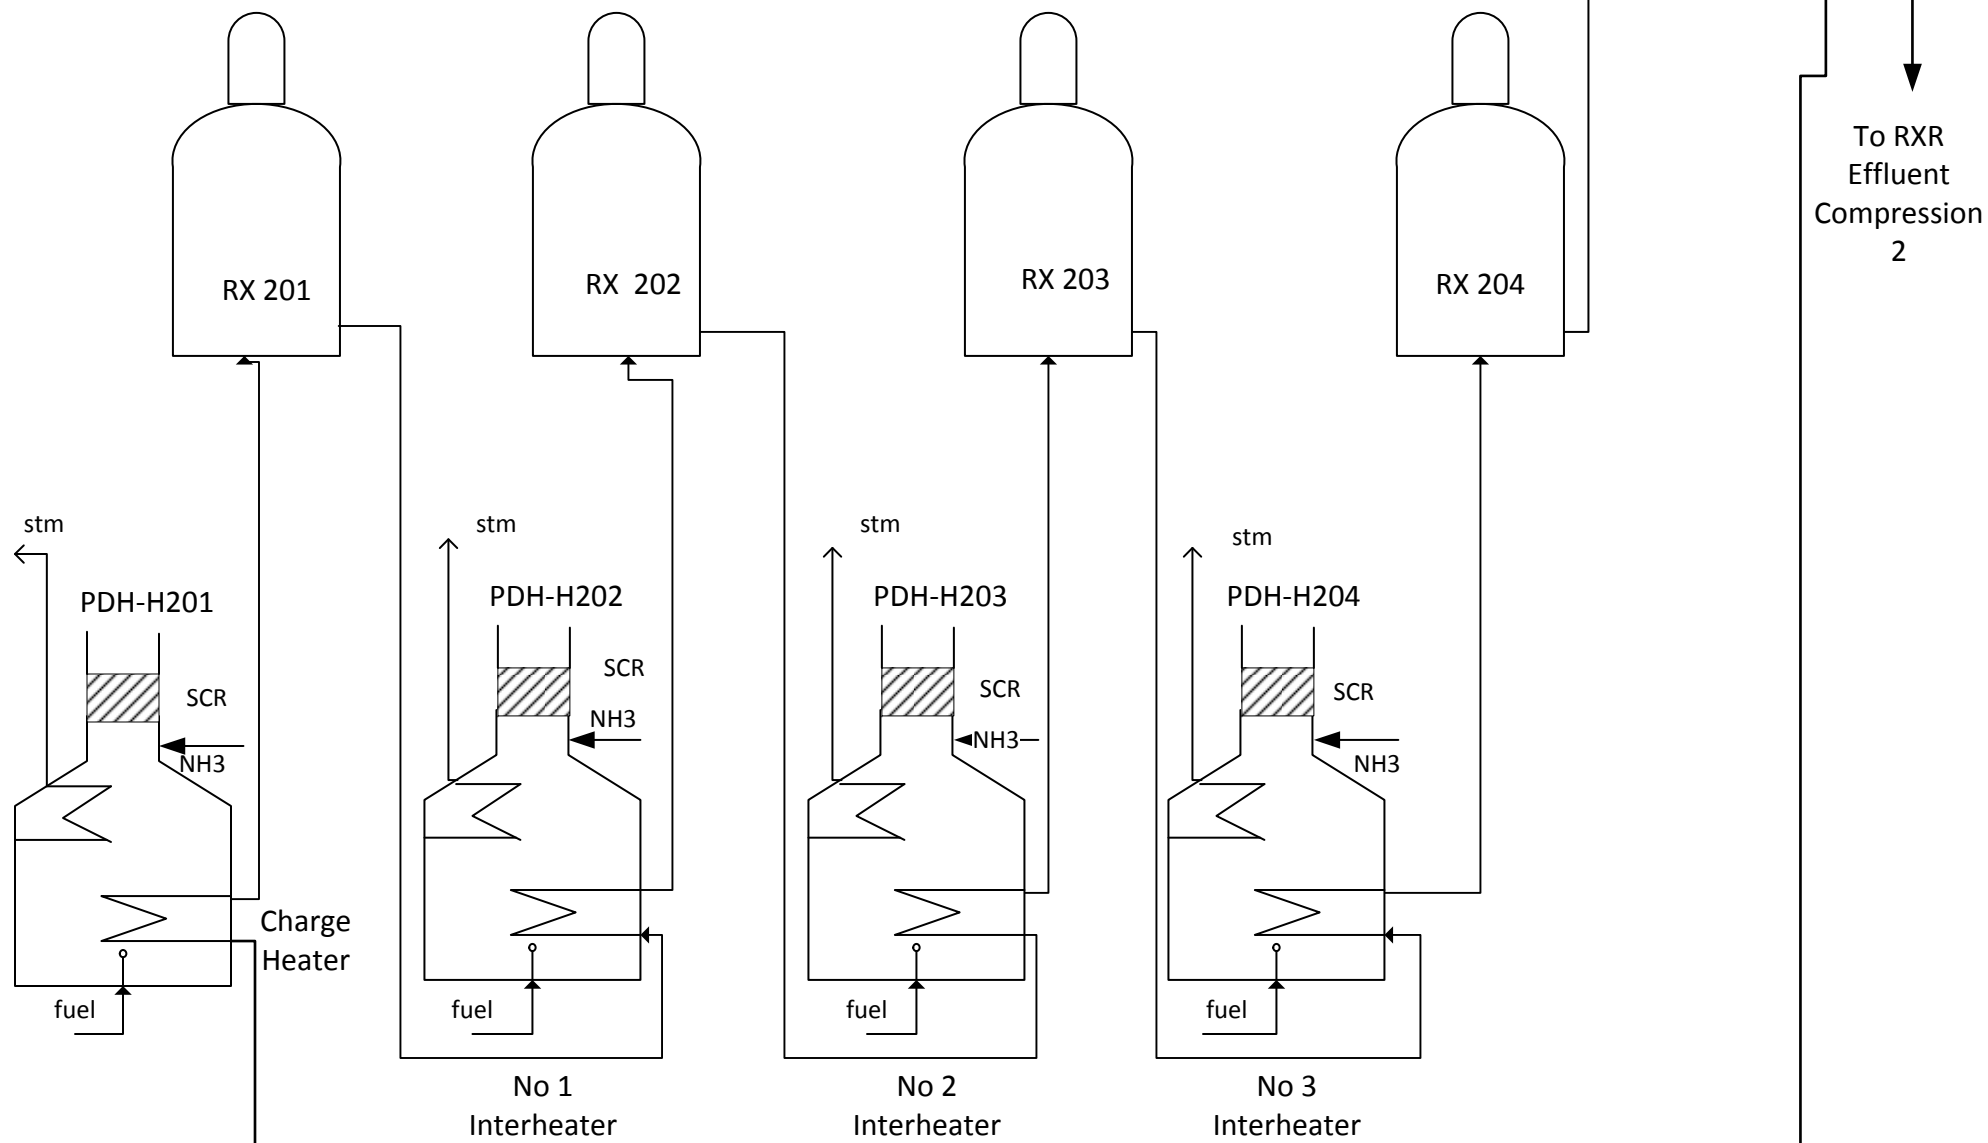 To RXR
Effluent
Compression
2
RX 201
RX  202
RX 203
RX 204
stm
stm
stm
stm
PDH-H201
PDH-H202
PDH-H203
PDH-H204
SCR
SCR
SCR
SCR
NH3
NH3
NH3
NH3
Charge
Heater
fuel
fuel
fuel
fuel
No 1
Interheater
No 2
Interheater
No 3
Interheater